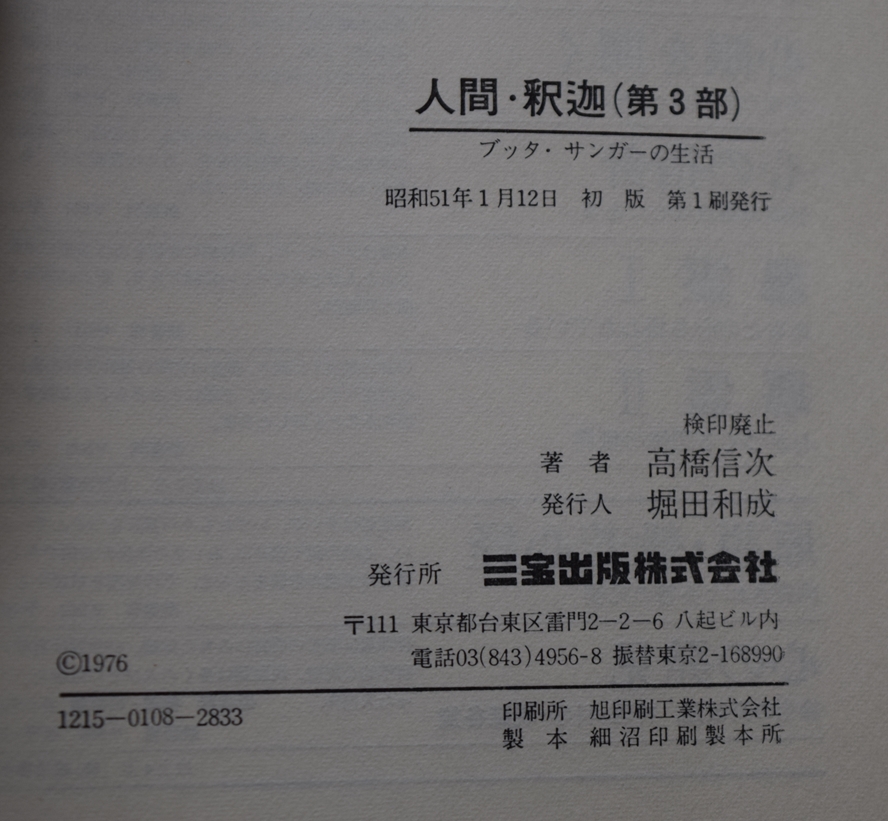 人間・釈迦(第3部)
ブッタ・サンガーの生活
昭和51年1月12日 初版 第1刷発行
検印廃止
著者 高橋信次
発行人 堀田和成
発行所 三宝出版株式会社
〒111 東京都台東区雷門2-2-6 八起ビル内
電話03(843)4956-8 振替東京2-168990
©1976
1215-0108-2833
印刷所 旭印刷工業株式会社
製本 細沼印刷製本所